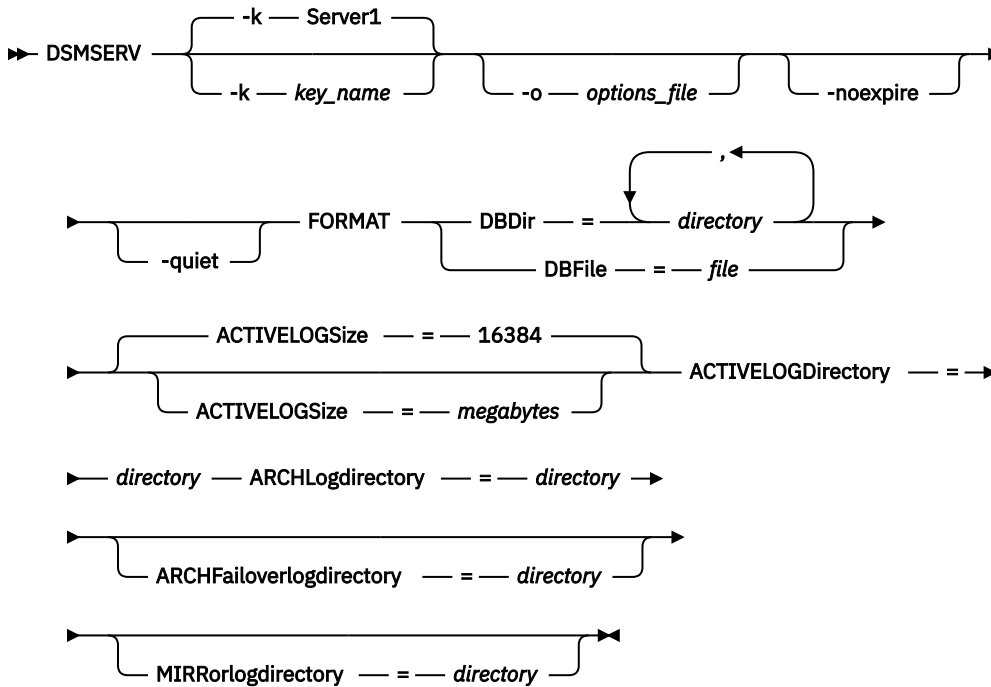 -k Server1
DSMSERV
-k key_name -o options_file -noexpire
,
FORMAT DBDir = directory
-quiet
DBFile = file
ACTIVELOGSize = 16384
ACTIVELOGDirectory =
ACTIVELOGSize = megabytes
directory ARCHLogdirectory = directory
ARCHFailoverlogdirectory = directory
MIRRorlogdirectory = directory